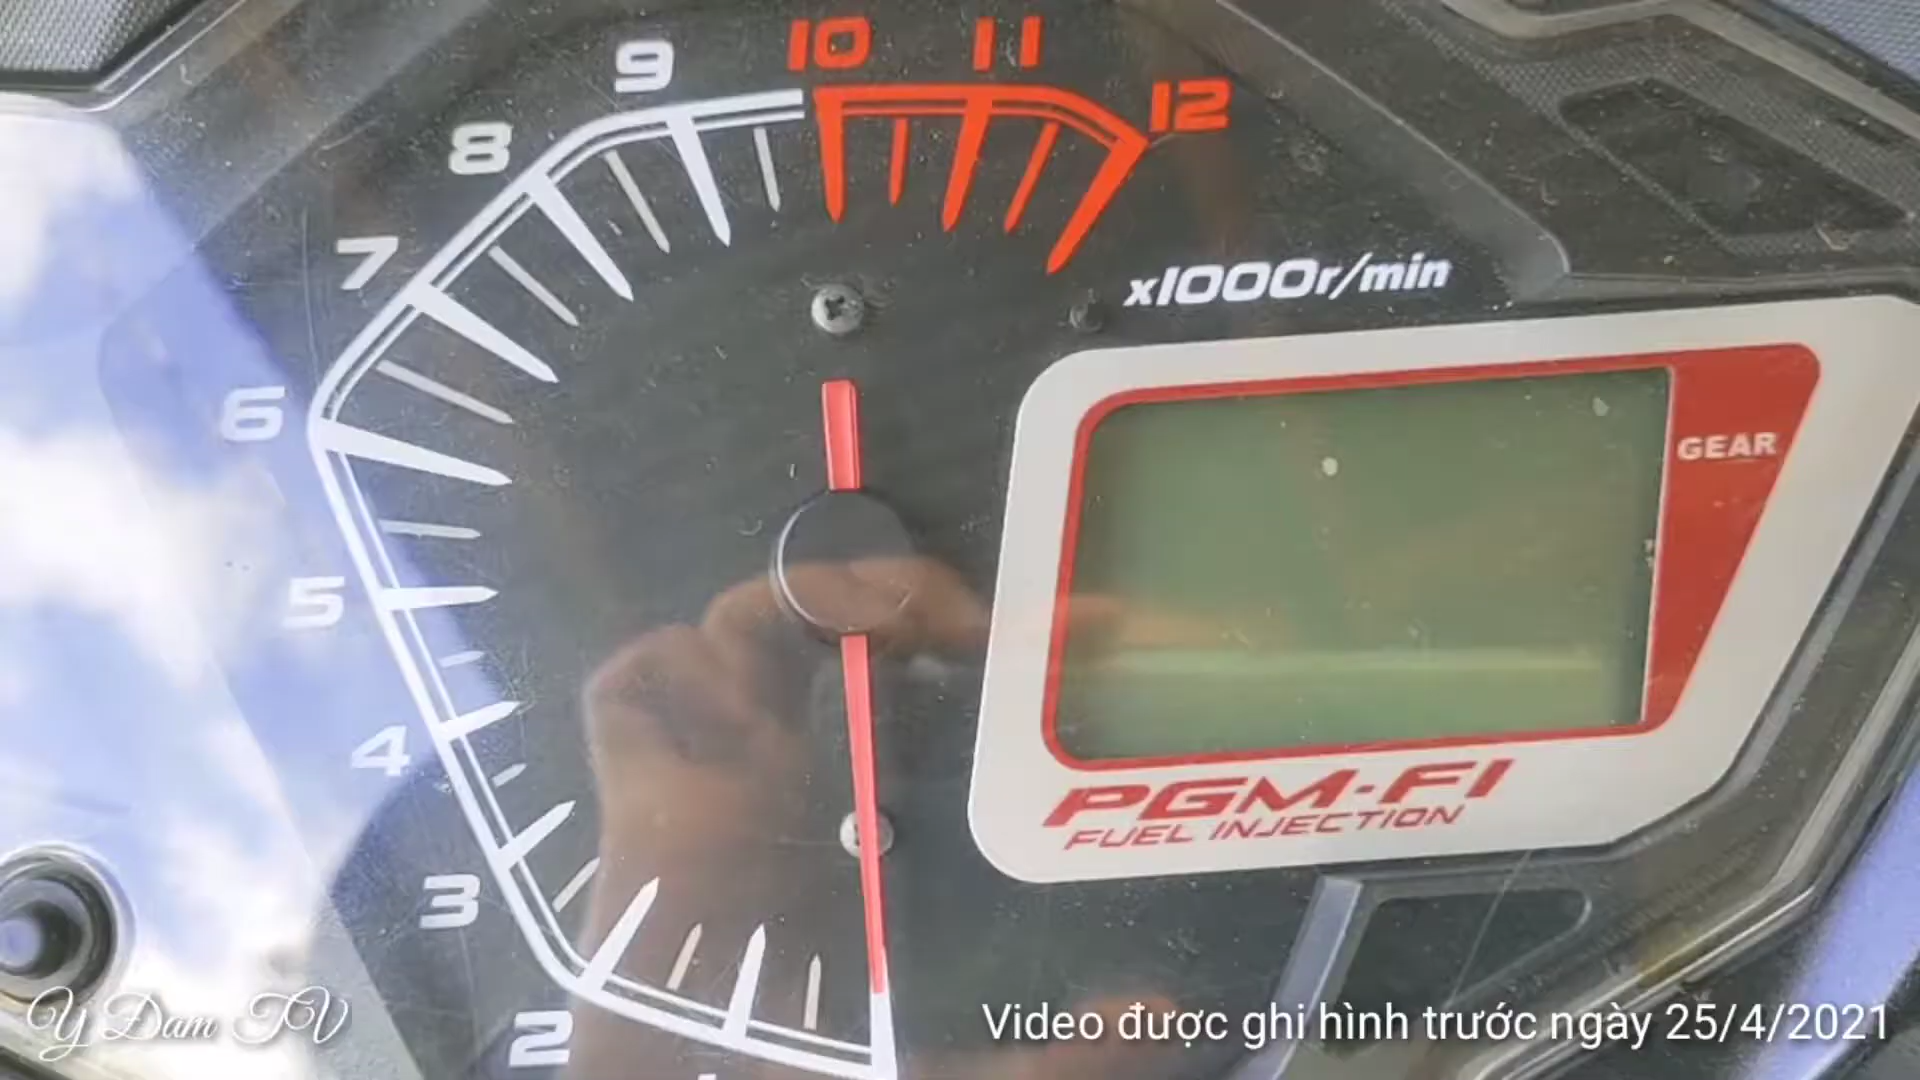 10
11
9
12
8
7
x1000r/min
6
GEAR
5
4
PGM-FI
FUEL INJECTION
3
2
Y Đam TV
Video được ghi hình trước ngày 25/4/2021